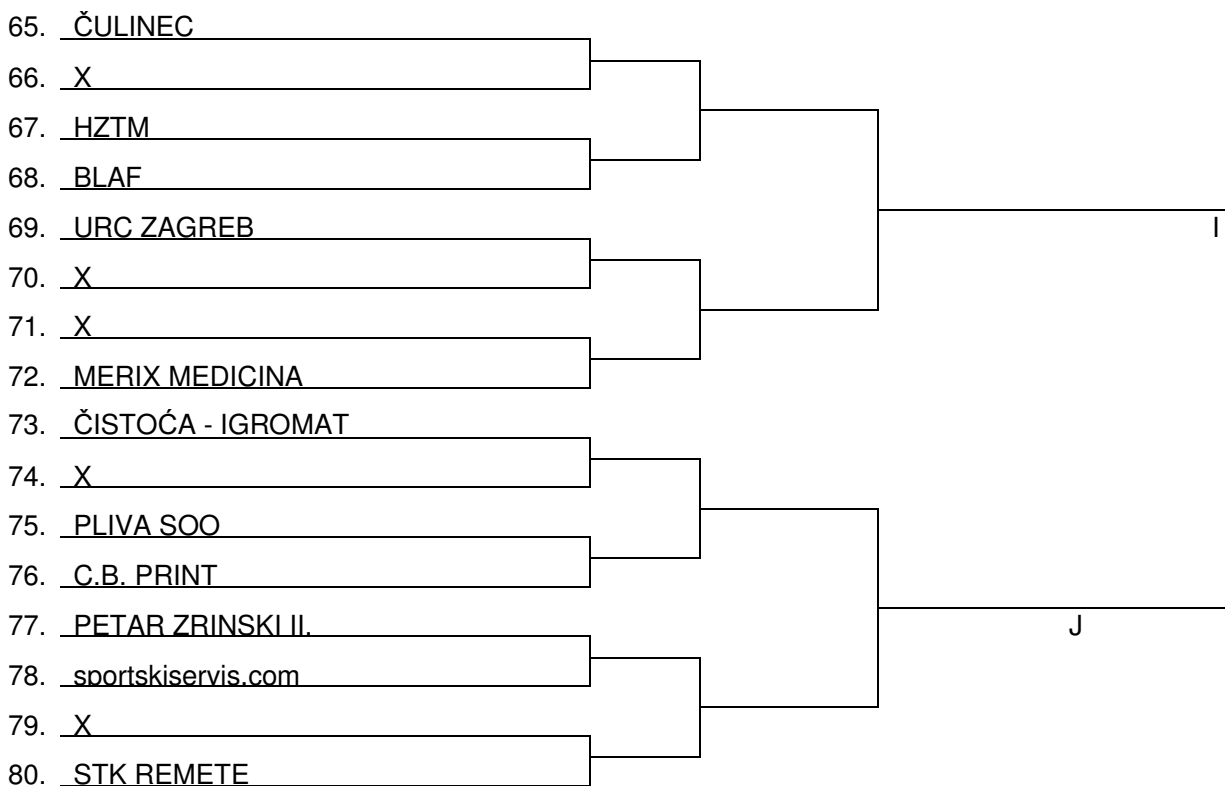 65. ČULINEC
66. X
67. HZTM
68. BLAF
69. URC ZAGREB
I
70. X
71. X
72. MERIX MEDICINA
73. ČISTOĆA - IGROMAT
74. X
75. PLIVA SOO
76. C.B. PRINT
77. PETAR ZRINSKI II.
J
78. sportskiservis.com
79. X
80. STK REMETE